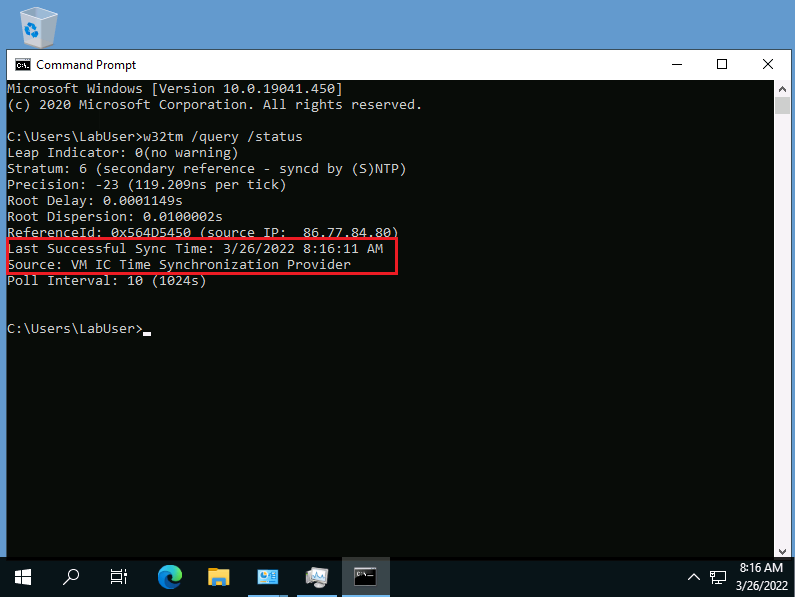 Command Prompt
Microsoft Windows [Version 10.0.19041.450]
(c) 2020 Microsoft Corporation. All rights reserved.
C:\Users\LabUser>w32tm /query /status
Leap Indicator: 0(no warning)
Stratum: 6 (secondary reference - syncd by (S)NTP)
Precision: -23 (119.209ns per tick)
Root Delay: 0.0001149s
Root Dispersion: 0.0100002s
ReferenceId: 0x564D5450 (source IP:  86.77.84.80)
Last Successful Sync Time: 3/26/2022 8:16:11 AM
Source: VM IC Time Synchronization Provider
Poll Interval: 10 (1024s)
C:\Users\LabUser>
8:16 AM
3/26/2022